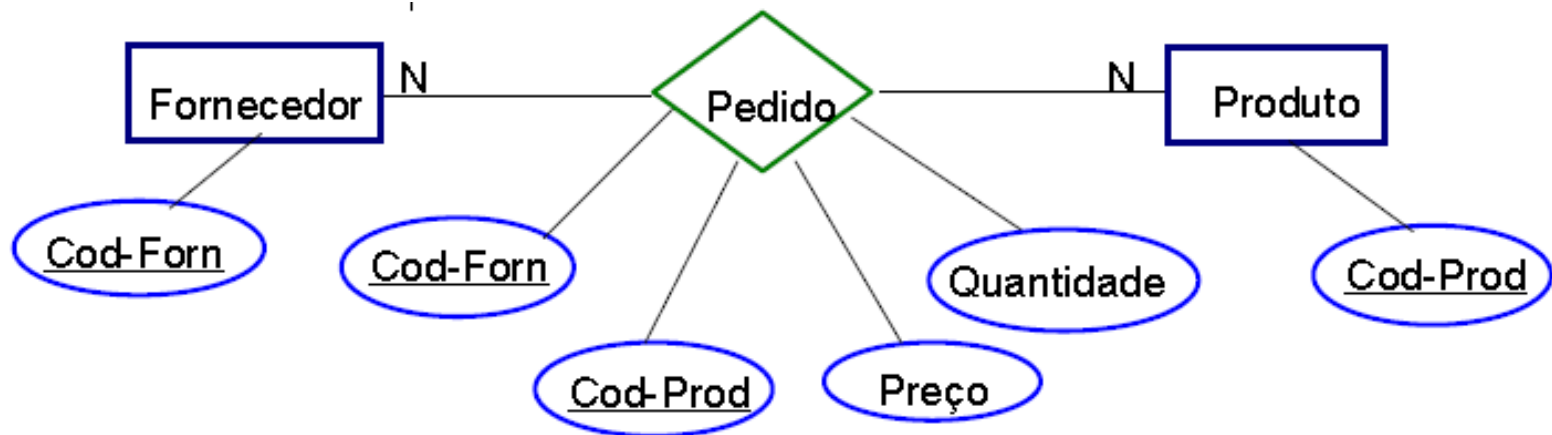 Fornecedor
N
Pedido
N
Produto
Cod-Forn
Cod-Forn
Cod-Prod
Preço
Quantidade
Cod-Prod